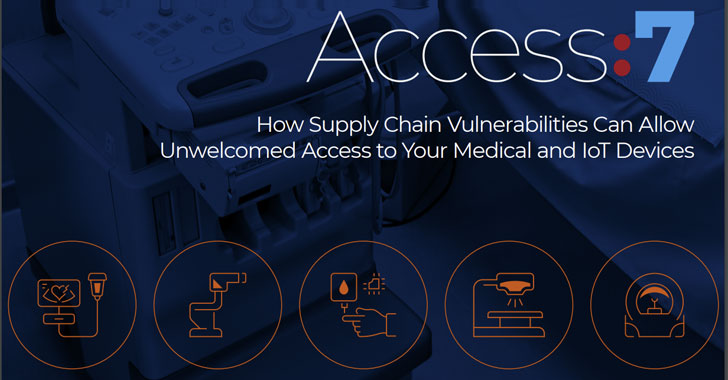 Access:7
How Supply Chain Vulnerabilities Can Allow
Unwelcomed Access to Your Medical and IoT Devices